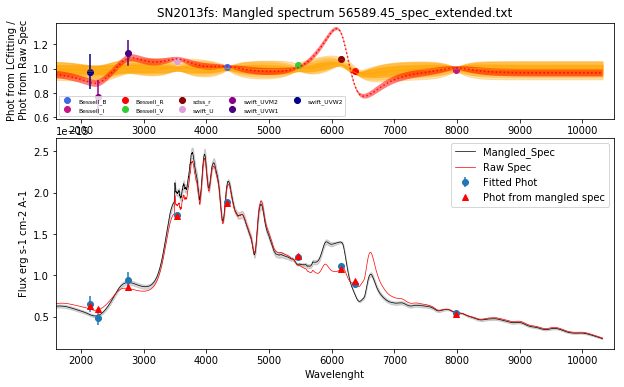 SN2013fs: Mangled spectrum 56589.45_spec_extended.txt
Phot from LCfitting /
Phot from Raw Spec
1.2
1.0
0.8
0.6
Bessell_B
Bessell_I
Bessell_R
Bessell_V
sdss_r
swift_U
swift_UVM2
swift_UVW1
swift_UVW2
2000 3000 4000 5000 6000 7000 8000 9000 10000
Flux erg s-1 cm-2 A-1
2.5
2.0
1.5
1.0
0.5
Mangled_Spec
Raw Spec
Fitted Phot
Phot from mangled spec
2000 3000 4000 5000 6000 7000 8000 9000 10000
Wavelenght